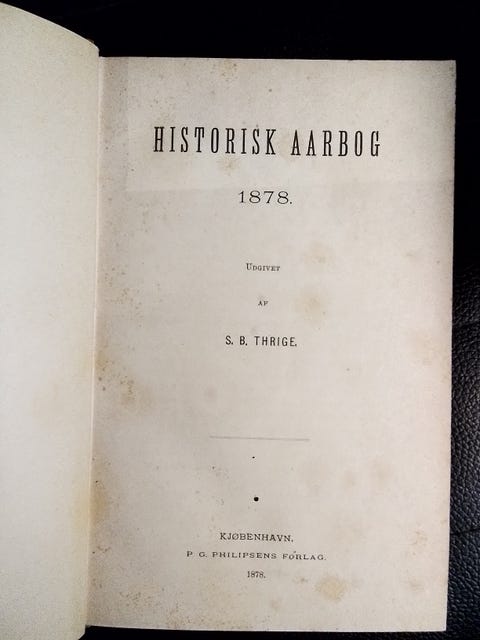 HISTORISK AARBOG
1878.
UDGIVET
AF
S. B. THRIGE.
KJØBENHAVN.
P. G. PHILIPSENS FORLAG.
1878.